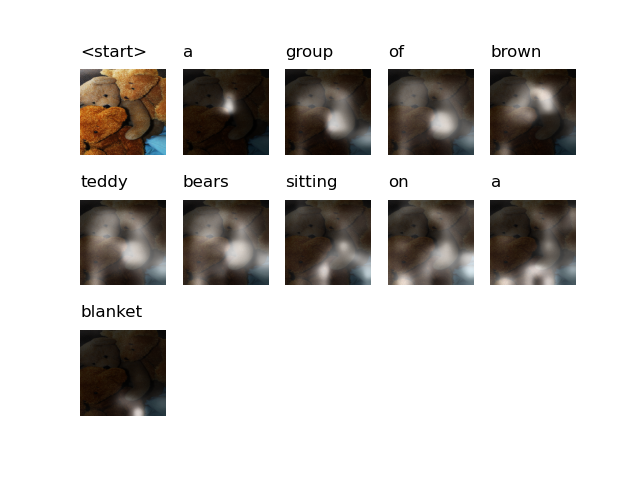 <start> a group of brown
teddy bears sitting on a
blanket